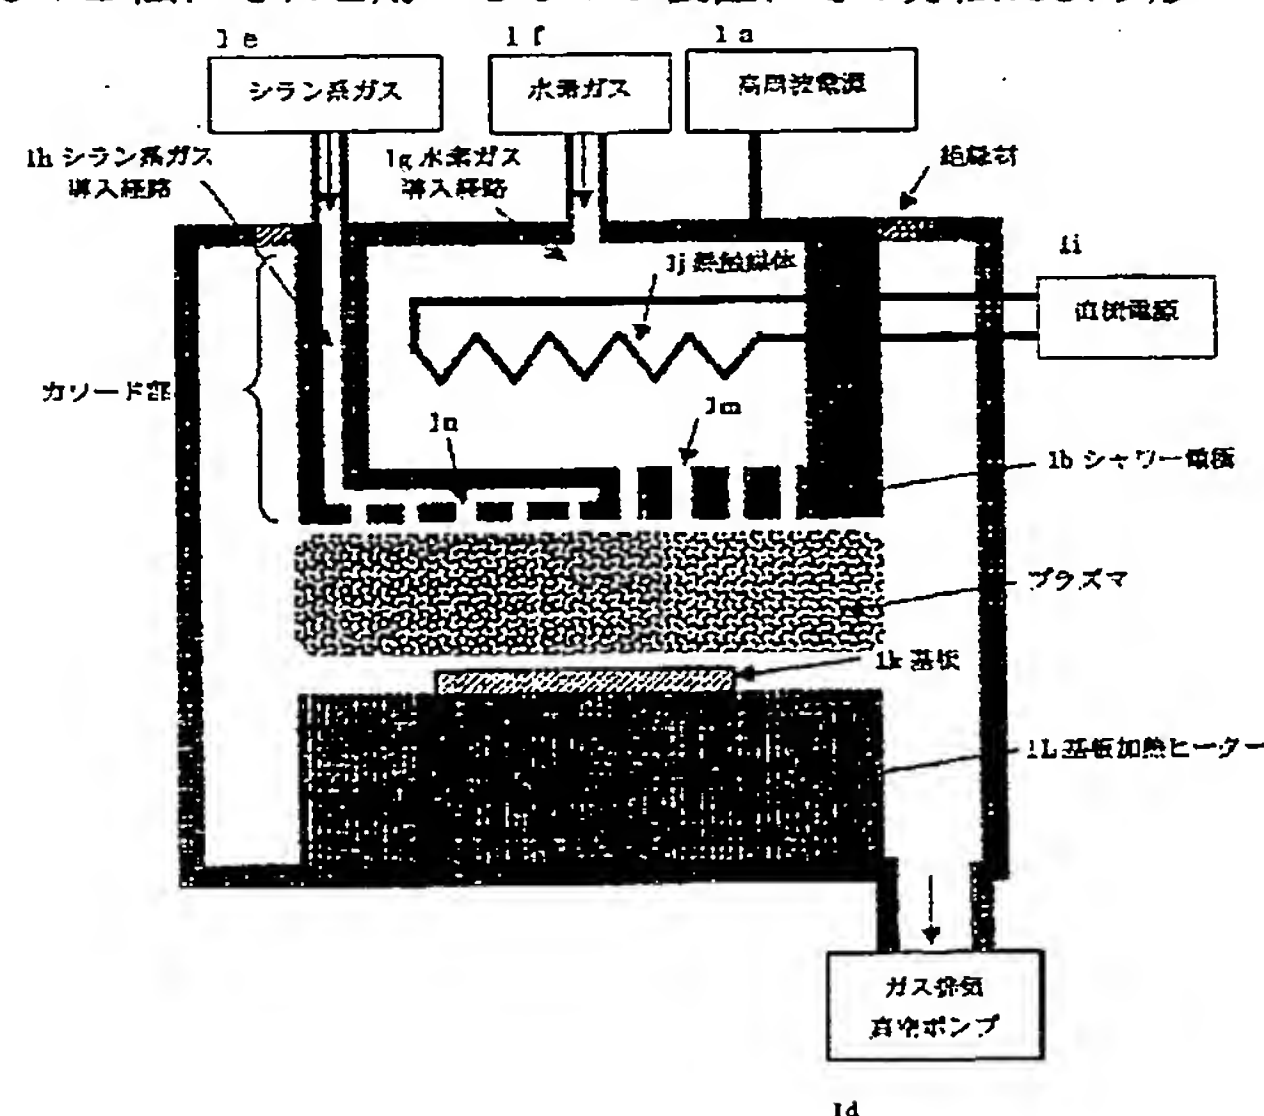 1e
1f
1a
シラン系ガス
水素ガス
高周波電源
1h シラン系ガス
導入経路
1g 水素ガス
導入経路
絶縁材
1j 熱触媒体
1i
直流電源
カソード部
1n
1m
1b シャワー電極
プラズマ
1k 基板
1L 基板加熱ヒーター
ガス排気
真空ポンプ
1d